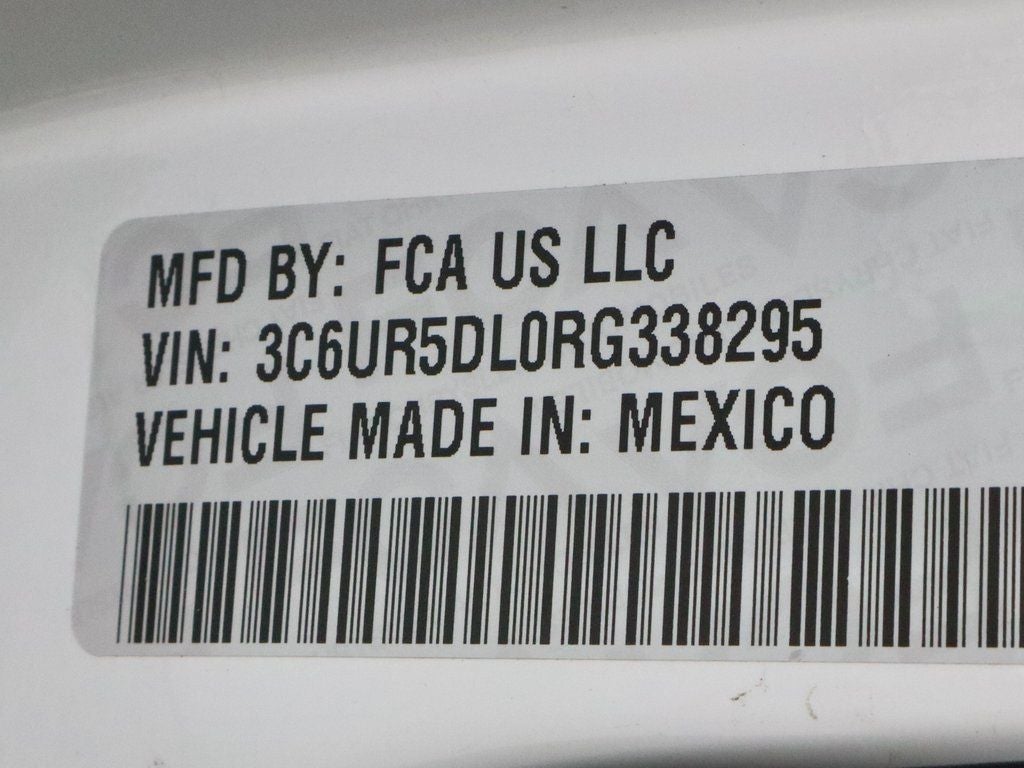 MFD BY: FCA US LLC
VIN: 3C6UR5DL0RG338295
VEHICLE MADE IN: MEXICO